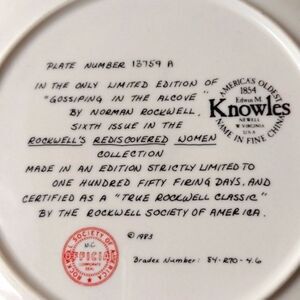 PLATE NUMBER 13759 A
IN THE ONLY LIMITED EDITION OF
"GOSSIPING IN THE ALCOVE"
BY NORMAN ROCKWELL,
SIXTH ISSUE IN THE
ROCKWELL'S REDISCOVERED WOMEN
COLLECTION
MADE IN AN EDITION STRICTLY LIMITED TO
ONE HUNDRED FIFTY FIRING DAYS, AND
CERTIFIED AS A "TRUE ROCKWELL CLASSIC"
BY THE ROCKWELL SOCIETY OF AMERICA.
© 1983
Bradex Number: 84-R70-4.6
AMERICA'S OLDEST
1854
Edwin M.
Knowles
NEWELL
W. VIRGINIA
U.S.A
NAME IN FINE CHINA
ROCKWELL SOCIETY OF AMERICA
OFFICIAL
CORPORATE
SEAL